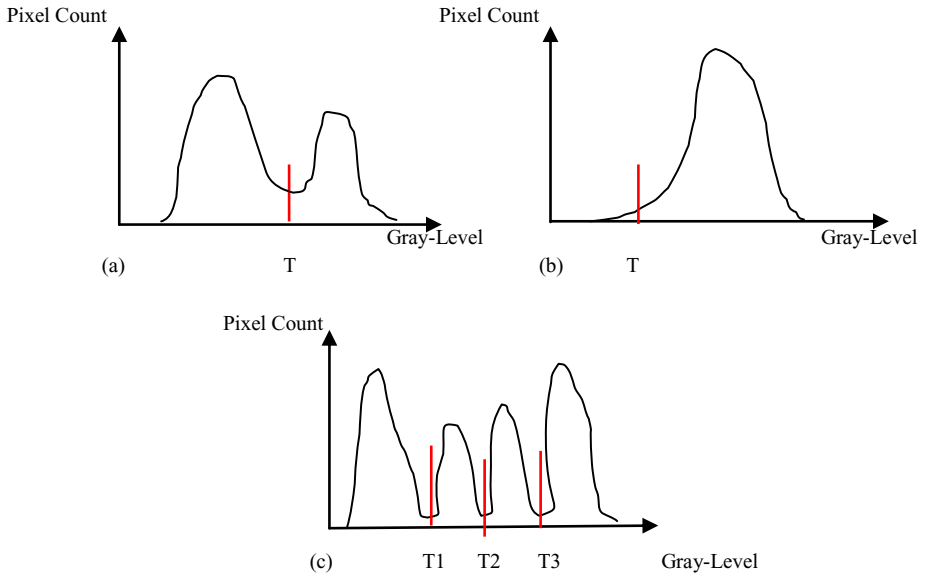 Pixel Count
Gray-Level
(a)
T
Pixel Count
Gray-Level
(b)
T
Pixel Count
(c)
T1
T2
T3
Gray-Level